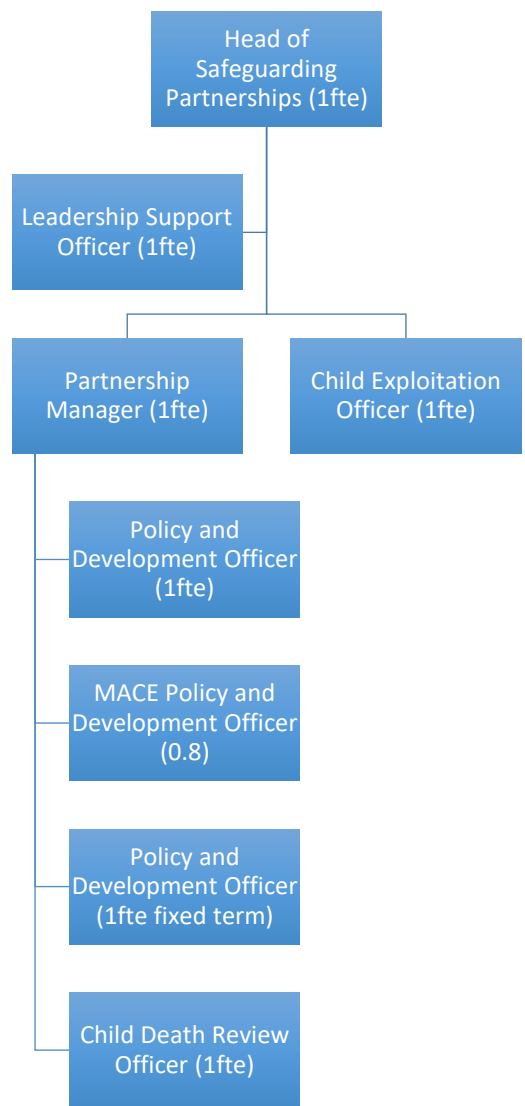 Head of
Safeguarding
Partnerships (1fte)
Leadership Support
Officer (1fte)
Partnership
Manager (1fte)
Child Exploitation
Officer (1fte)
Policy and
Development Officer
(1fte)
MACE Policy and
Development Officer
(0.8)
Policy and
Development Officer
(1fte fixed term)
Child Death Review
Officer (1fte)